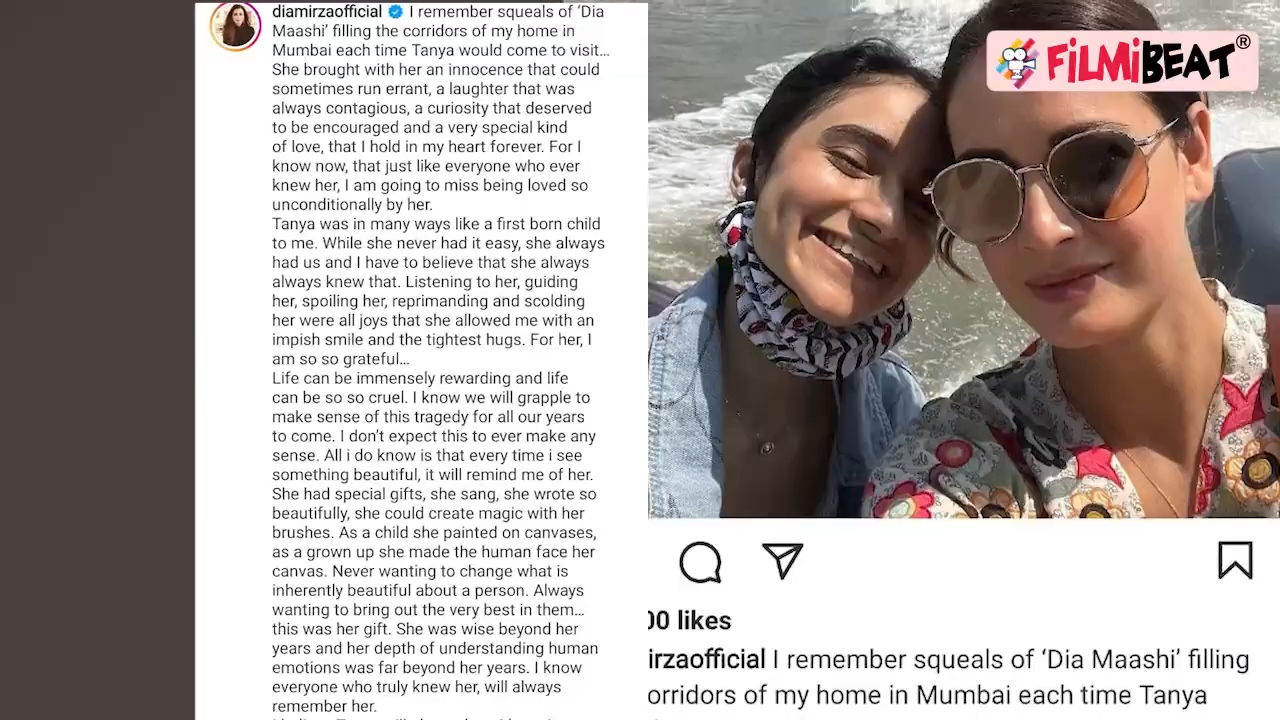 diamirzaofficial I remember squeals of ‘Dia
Maashi’ filling the corridors of my home in
Mumbai each time Tanya would come to visit…
She brought with her an innocence that could
sometimes run errant, a laughter that was
always contagious, a curiosity that deserved
to be encouraged and a very special kind
of love, that I hold in my heart forever. For I
know now, that just like everyone who ever
knew her, I am going to miss being loved so
unconditionally by her.
Tanya was in many ways like a first born child
to me. While she never had it easy, she always
had us and I have to believe that she always
always knew that. Listening to her, guiding
her, spoiling her, reprimanding and scolding
her were all joys that she allowed me with an
impish smile and the tightest hugs. For her, I
am so so grateful…
Life can be immensely rewarding and life
can be so so cruel. I know we will grapple to
make sense of this tragedy for all our years
to come. I don’t expect this to ever make any
sense. All i do know is that every time i see
something beautiful, it will remind me of her.
She had special gifts, she sang, she wrote so
beautifully, she could create magic with her
brushes. As a child she painted on canvases,
as a grown up she made the human face her
canvas. Never wanting to change what is
inherently beautiful about a person. Always
wanting to bring out the very best in them…
this was her gift. She was wise beyond her
years and her depth of understanding human
emotions was far beyond her years. I know
everyone who truly knew her, will always
remember her.
FILMIBEAT®
00 likes
irzaofficial I remember squeals of ‘Dia Maashi’ filling
orridors of my home in Mumbai each time Tanya